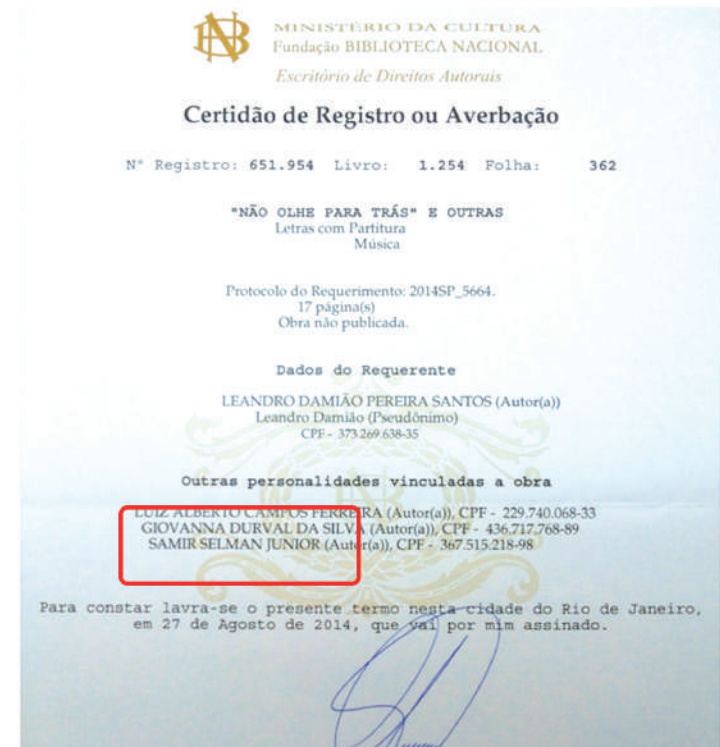 MINISTÉRIO DA CULTURA
Fundação BIBLIOTECA NACIONAL
Escritório de Direitos Autorais
Certidão de Registro ou Averbação
Nº Registro: 651.954 Livro: 1.254 Folha: 362
"NÃO OLHE PARA TRÁS" E OUTRAS
Letras com Partitura
Música
Protocolo do Requerimento: 2014SP_5664.
17 página(s)
Obra não publicada.
Dados do Requerente
LEANDRO DAMIÃO PEREIRA SANTOS (Autor(a))
Leandro Damião (Pseudônimo)
CPF - 373.269.638-35
Outras personalidades vinculadas a obra
LUIZ ALBERTO CAMPOS FERREIRA (Autor(a)), CPF - 229.740.068-33
GIOVANNA DURVAL DA SILVA (Autor(a)), CPF - 436.717.768-89
SAMIR SELMAN JUNIOR (Autor(a)), CPF - 367.515.218-98
Para constar lavra-se o presente termo nesta cidade do Rio de Janeiro,
em 27 de Agosto de 2014, que vai por mim assinado.